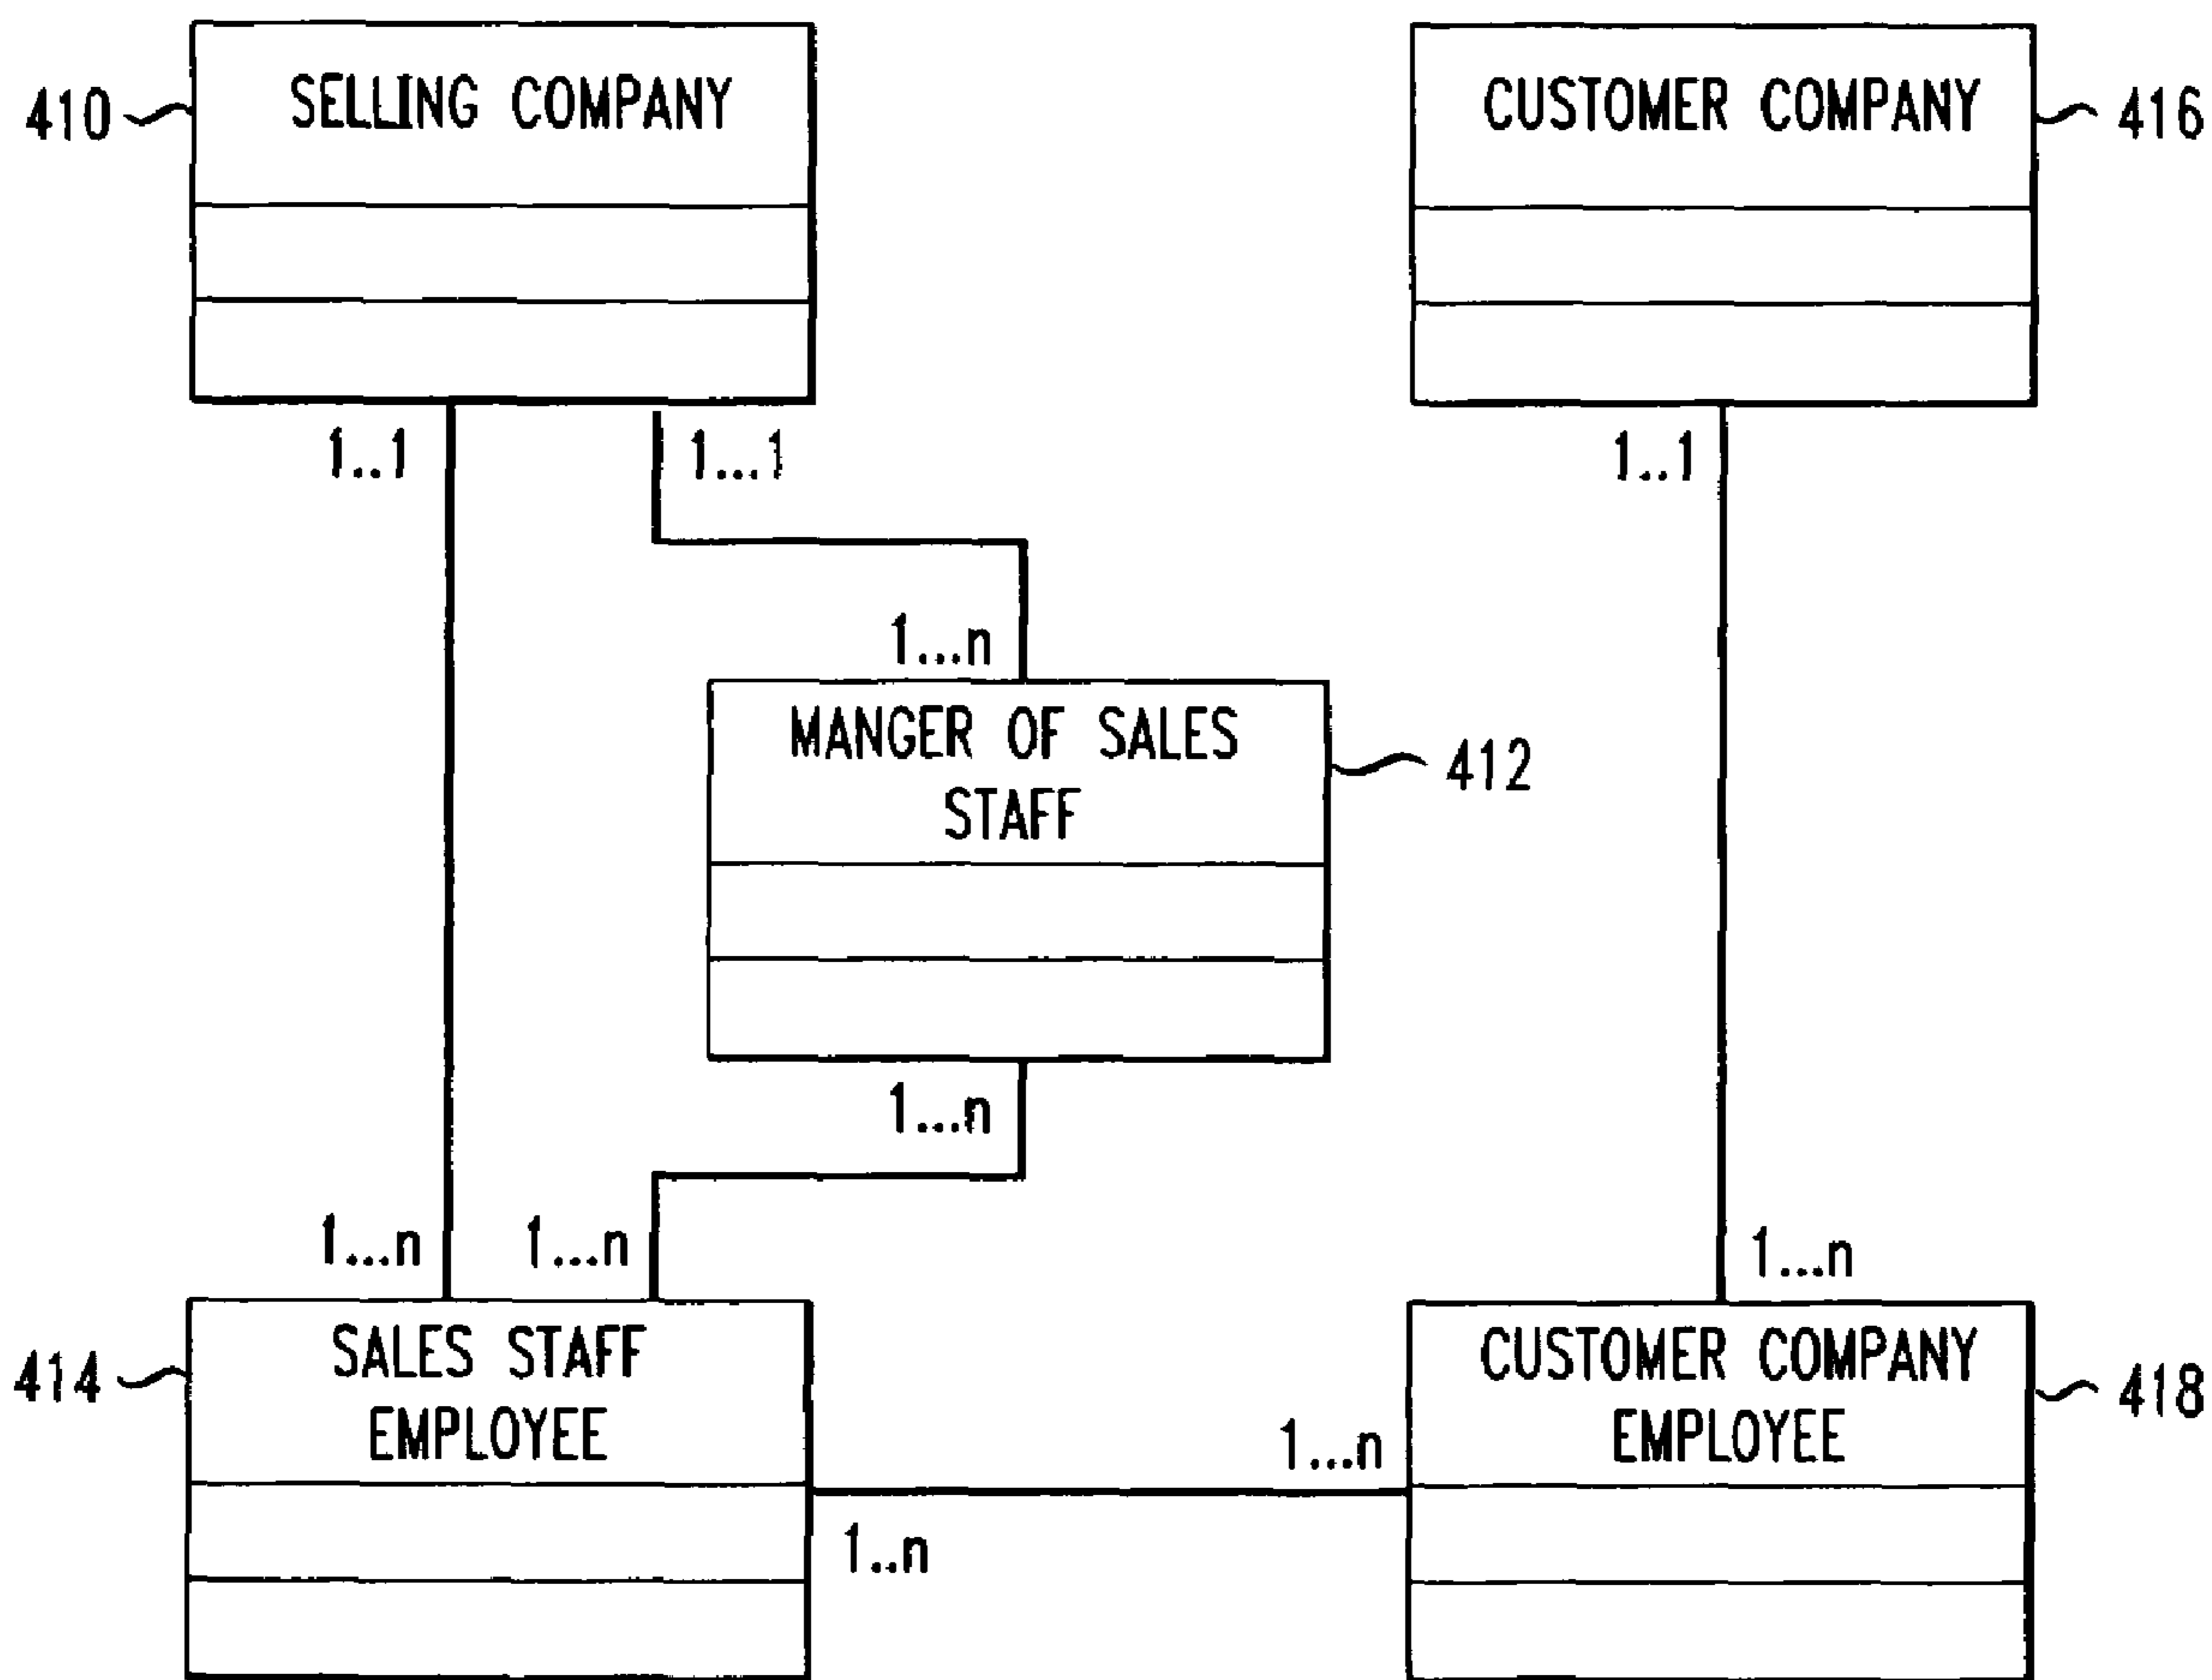 410
SELLING COMPANY
CUSTOMER COMPANY
416
1..1
1...1
1..1
1...n
MANGER OF SALES
STAFF
412
1...n
1...n
1...n
1...n
414
SALES STAFF
EMPLOYEE
CUSTOMER COMPANY
EMPLOYEE
418
1...n
1..n